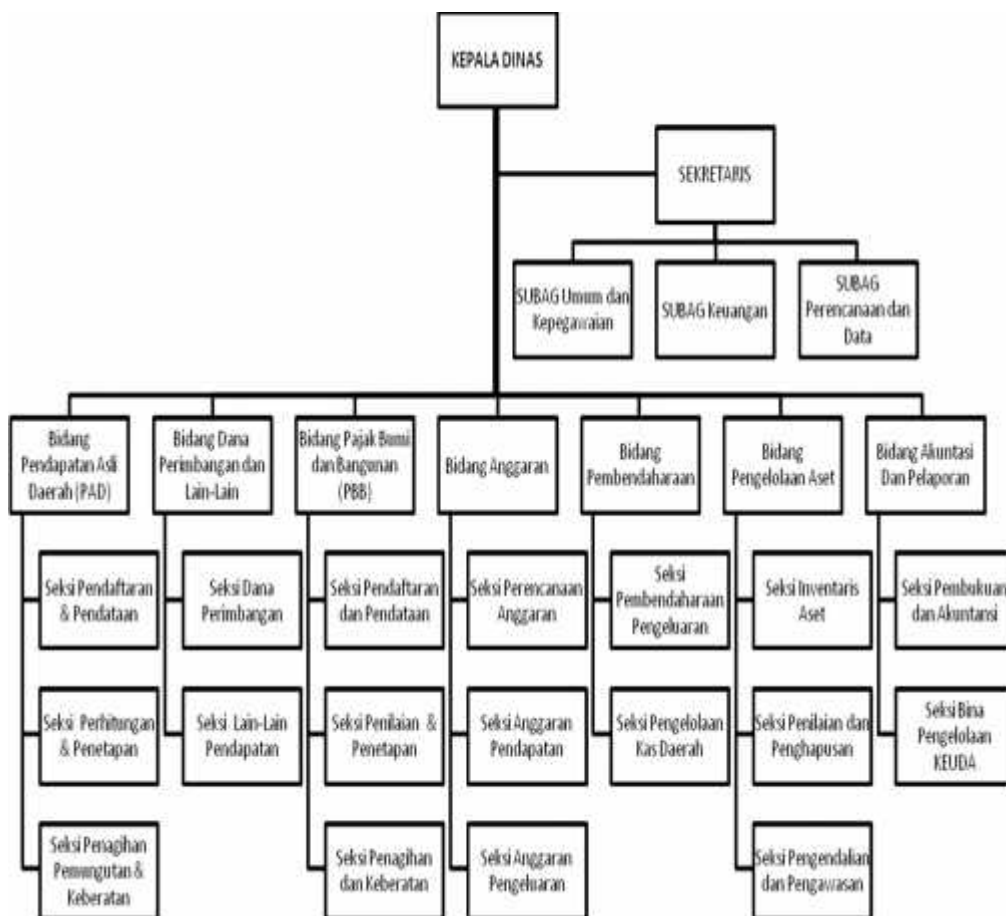 KEPALA DINAS
SEKRETARIS
SUBAG Umum dan
Kepegawaian
SUBAG Keuangan
SUBAG
Perencanaan dan
Data
Bidang
Pendapatan Asli
Daerah (PAD)
Bidang Dana
Perimbangan dan
Lain-Lain
Bidang Pajak Bumi
dan Bangunan
(PBB)
Bidang Anggaran
Bidang
Pembendaharaan
Bidang
Pengelolaan Aset
Bidang Akuntasi
Dan Pelaporan
Seksi Pendaftaran
& Pendataan
Seksi Dana
Perimbangan
Seksi Pendaftaran
dan Pendataan
Seksi Perencanaan
Anggaran
Seksi
Pembendaharaan
Pengeluaran
Seksi Inventaris
Aset
Seksi Pembukuan
dan Akuntansi
Seksi Perhitungan
& Penetapan
Seksi Lain-Lain
Pendapatan
Seksi Penilaian &
Penetapan
Seksi Anggaran
Pendapatan
Seksi Pengelolaan
Kas Daerah
Seksi Penilaian dan
Penghapusan
Seksi Bina
Pengelolaan
KEUDA
Seksi Penagihan
Pemungutan &
Keberatan
Seksi Penagihan
dan Keberatan
Seksi Anggaran
Pengeluaran
Seksi Pengendalian
dan Pengawasan